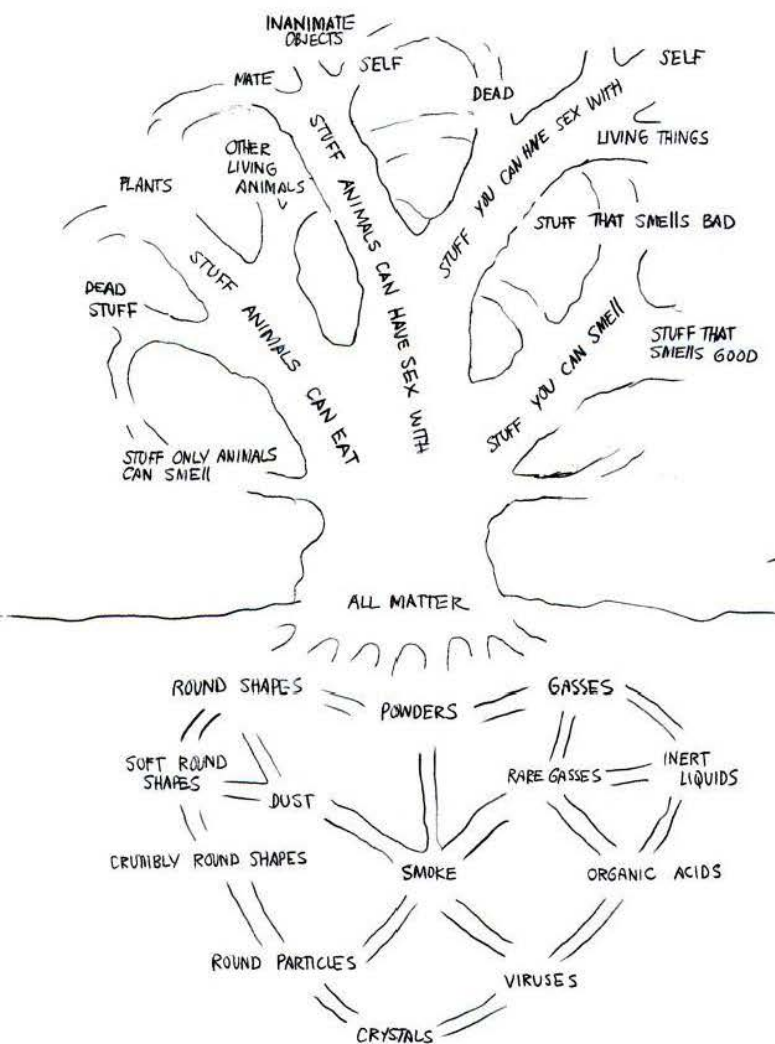 INANIMATE
OBJECTS
SELF
MATE
DEAD
SELF
LIVING THINGS
OTHER
LIVING
ANIMALS
PLANTS
STUFF ANIMALS CAN HAVE SEX WITH
STUFF YOU CAN HAVE SEX WITH
STUFF THAT SMEllS BAD
DEAD
STUFF
STUFF ANIMALS CAN EAT
STUFF YOU CAN SMEll
STUFF THAT
SMEllS GOOD
STUFF ONLY ANIMALS
CAN SMEll
ALL MATTER
ROUND SHAPES
POWDERS
GASSES
SOFT ROUND
SHAPES
DUST
RARE GASSES
INERT
LIQUIDS
CRUMBLY ROUND SHAPES
SMOKE
ORGANIC ACIDS
ROUND PARTICLES
VIRUSES
CRYSTALS